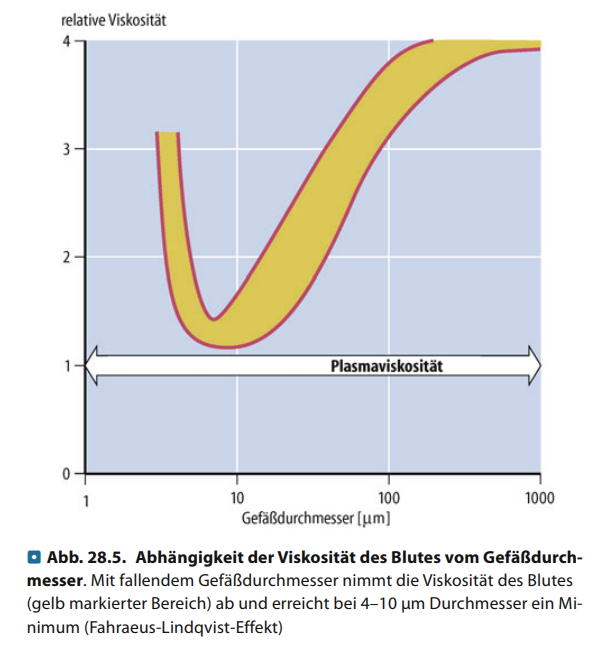 relative Viskosität
4
3
2
1
0
Plasmaviskosität
1
10
100
1000
Gefäßdurchmesser [µm]
Abb. 28.5. Abhängigkeit der Viskosität des Blutes vom Gefäßdurch-
messer. Mit fallendem Gefäßdurchmesser nimmt die Viskosität des Blutes
(gelb markierter Bereich) ab und erreicht bei 4–10 µm Durchmesser ein Mi-
nimum (Fahraeus-Lindqvist-Effekt)